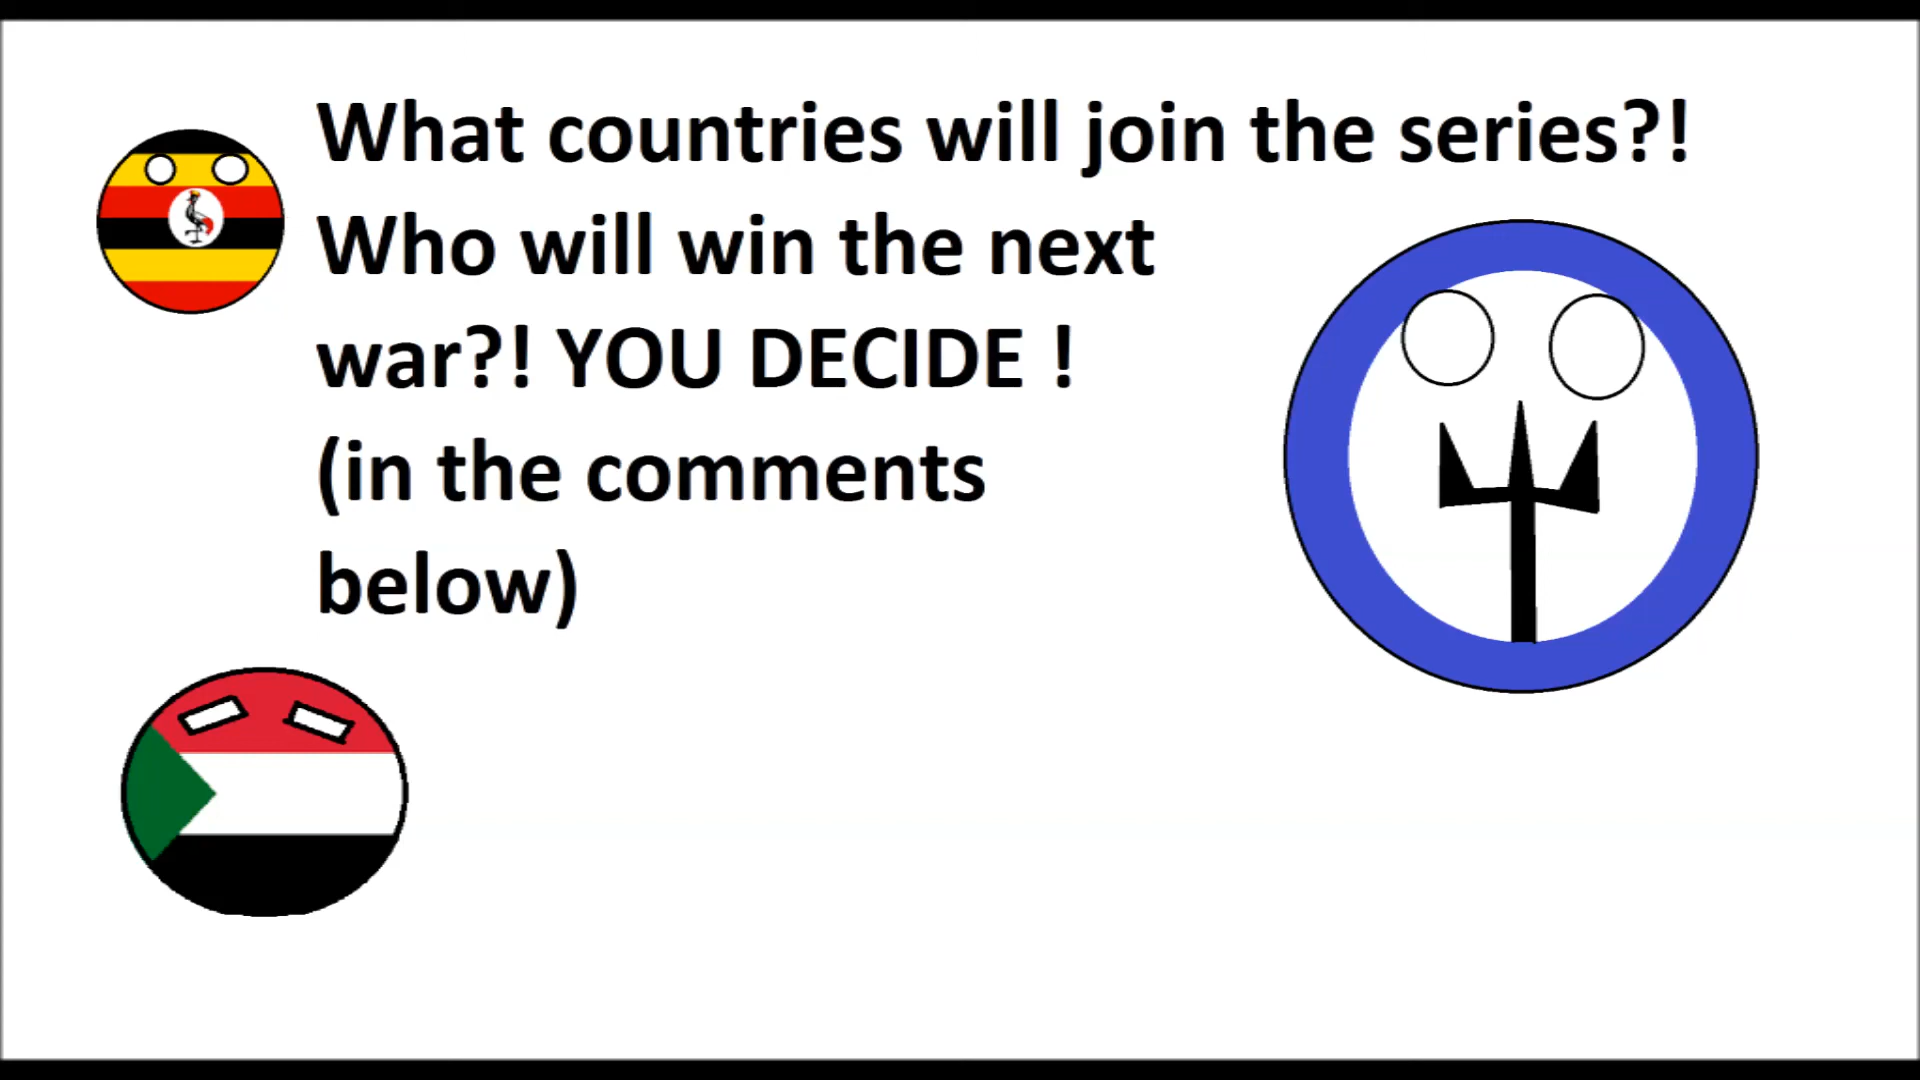 What countries will join the series?!
Who will win the next
war?! YOU DECIDE !
(in the comments
below)